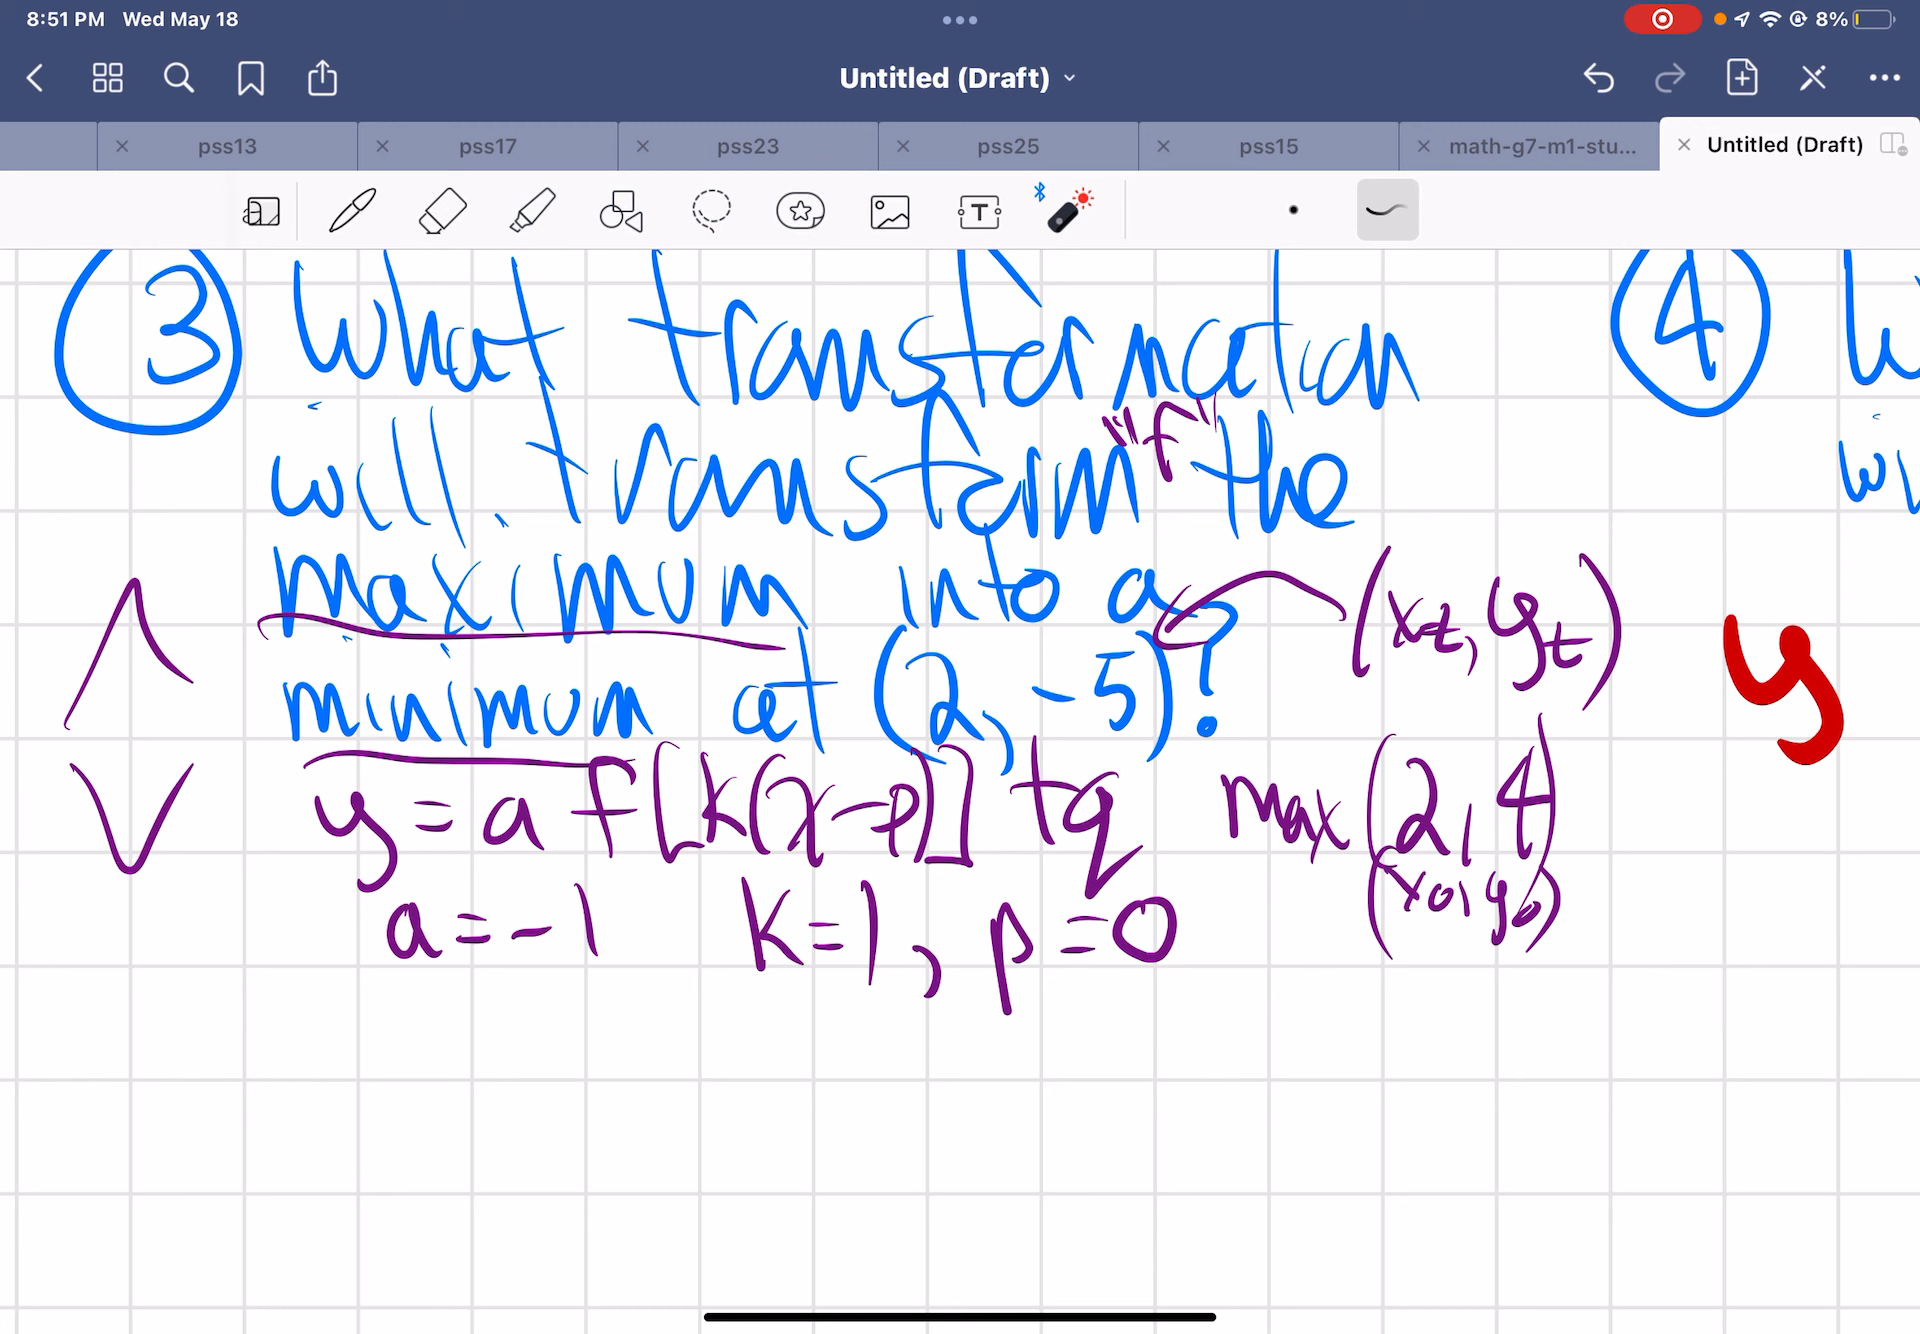 8:51 PM Wed May 18
8%
Untitled (Draft)
pss13
pss17
pss23
pss25
pss15
math-g7-m1-stu...
Untitled (Draft)
T
③ What transformation
will transform "f" the
maximum into a
minimum at (2, -5)?
(xt, yt)
y = a f[k(x-p)] + q
max (2, 4)
(xo, yo)
a = -1 k = 1, p = 0
④
y